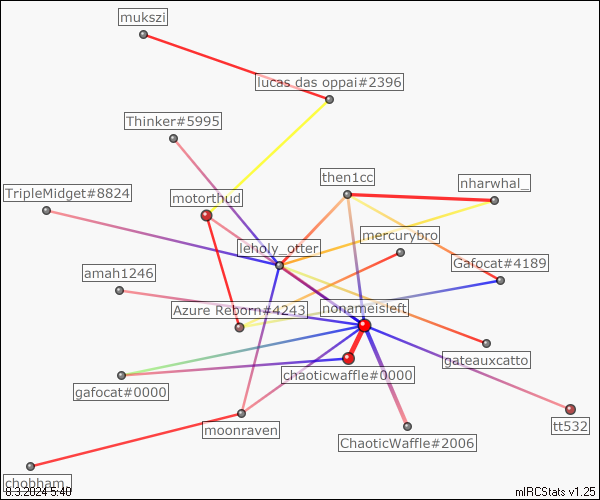 mukszi
lucas das oppai#2396
Thinker#5995
then1cc
nharwhal_
TripleMidget#8824
motorthud
mercurybro
leholy_otter
Gafocat#4189
amah1246
Azure Reborn#4243
nonameisleft
gateauxcatto
chaoticwaffle#0000
gafocat#0000
moonraven
ChaoticWaffle#2006
tt532
chobham_
8.3.2024 5:40
mIRCStats v1.25